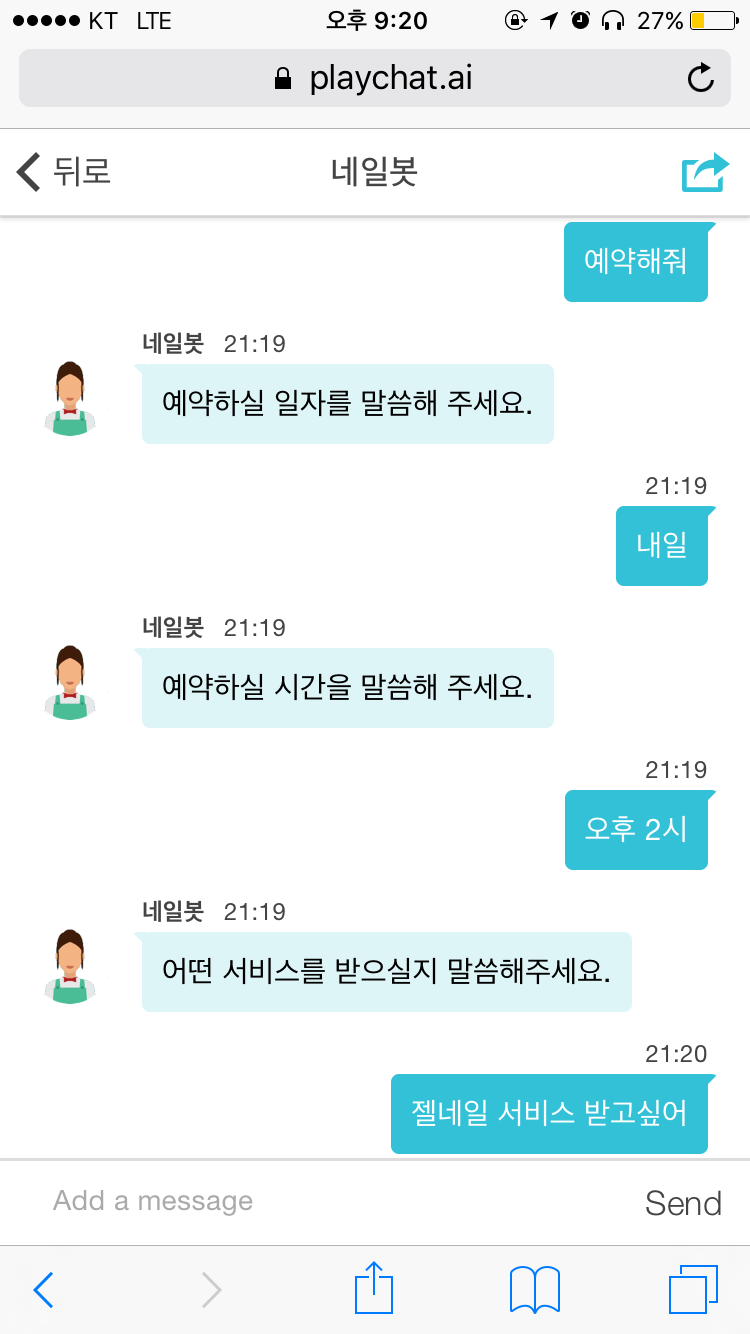 KT LTE 오후 9:20 27%
playchat.ai
뒤로 네일봇
예약해줘
네일봇 21:19
예약하실 일자를 말씀해 주세요.
21:19
내일
네일봇 21:19
예약하실 시간을 말씀해 주세요.
21:19
오후 2시
네일봇 21:19
어떤 서비스를 받으실지 말씀해주세요.
21:20
젤네일 서비스 받고싶어
Add a message Send